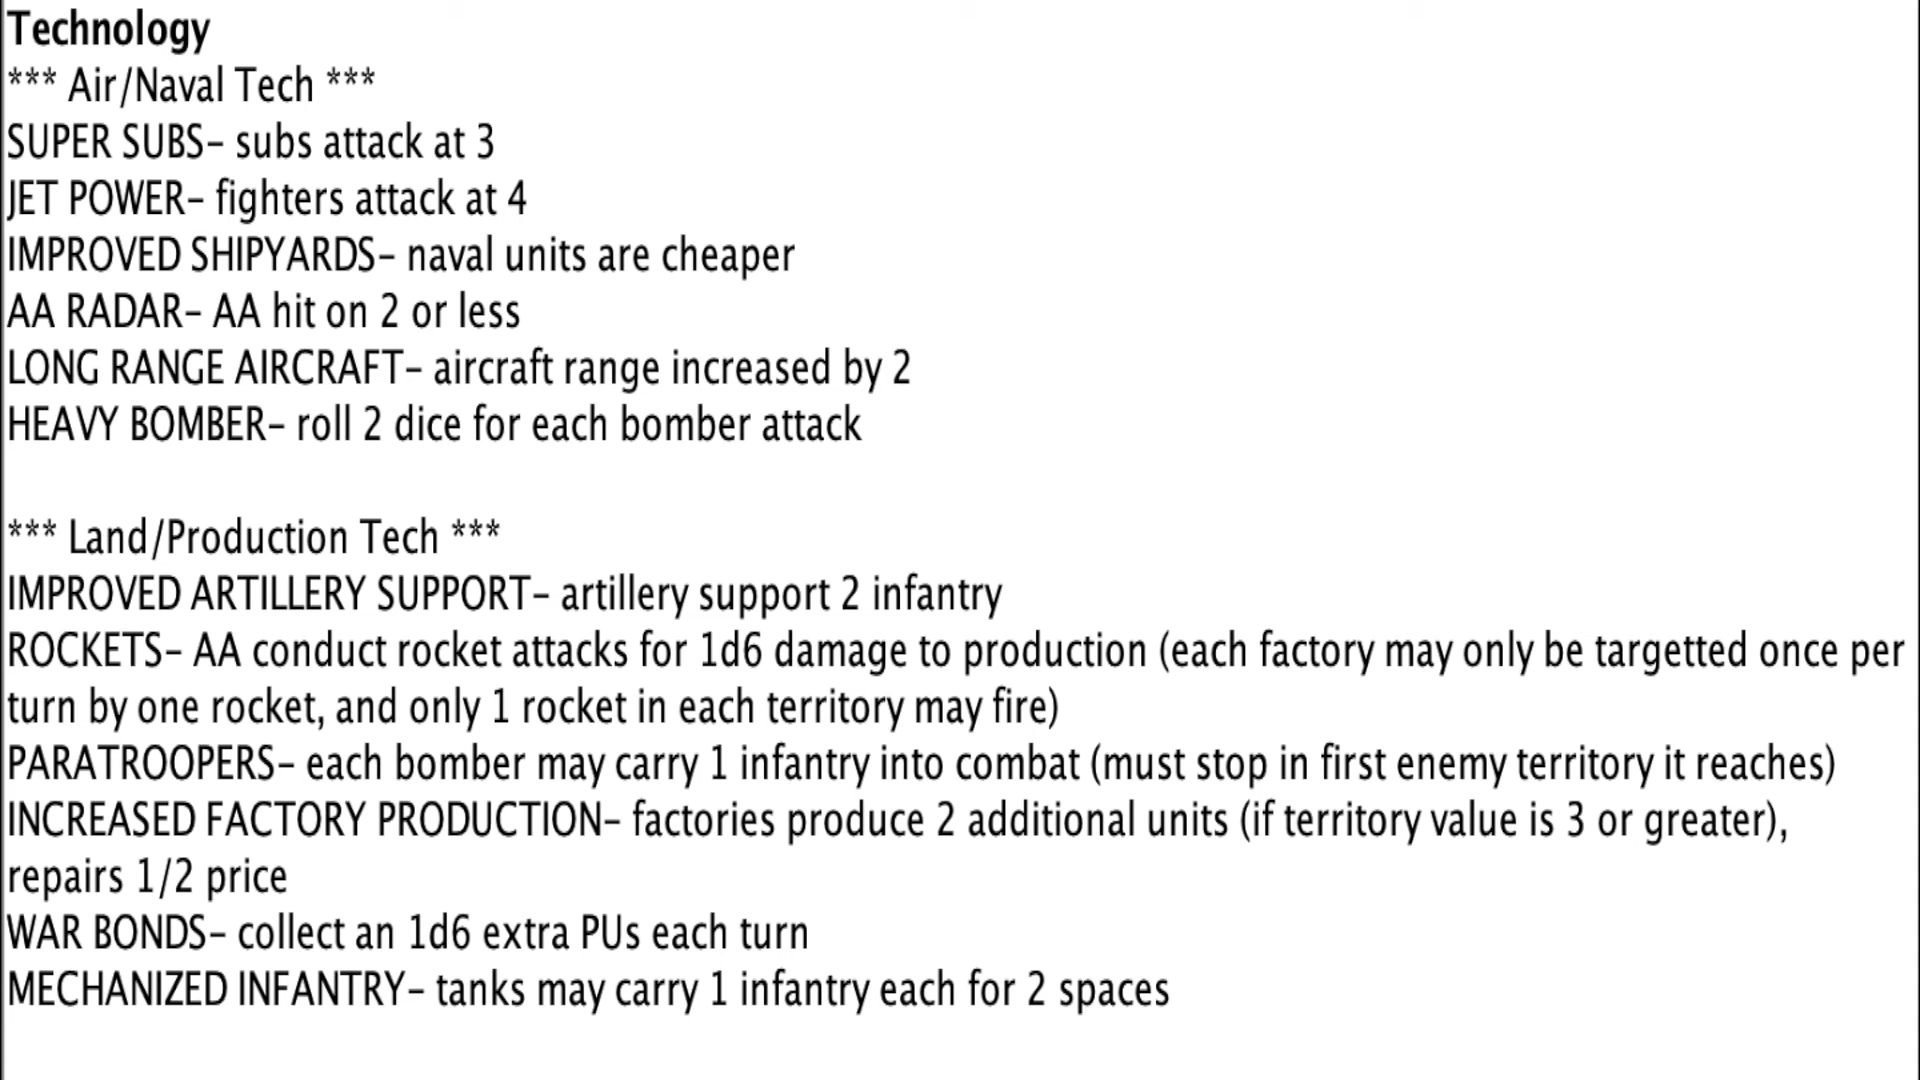 Technology
*** Air/Naval Tech ***
SUPER SUBS- subs attack at 3
JET POWER- fighters attack at 4
IMPROVED SHIPYARDS- naval units are cheaper
AA RADAR- AA hit on 2 or less
LONG RANGE AIRCRAFT- aircraft range increased by 2
HEAVY BOMBER- roll 2 dice for each bomber attack
*** Land/Production Tech ***
IMPROVED ARTILLERY SUPPORT- artillery support 2 infantry
ROCKETS- AA conduct rocket attacks for 1d6 damage to production (each factory may only be targetted once per
turn by one rocket, and only 1 rocket in each territory may fire)
PARATROOPERS- each bomber may carry 1 infantry into combat (must stop in first enemy territory it reaches)
INCREASED FACTORY PRODUCTION- factories produce 2 additional units (if territory value is 3 or greater),
repairs 1/2 price
WAR BONDS- collect an 1d6 extra PUs each turn
MECHANIZED INFANTRY- tanks may carry 1 infantry each for 2 spaces